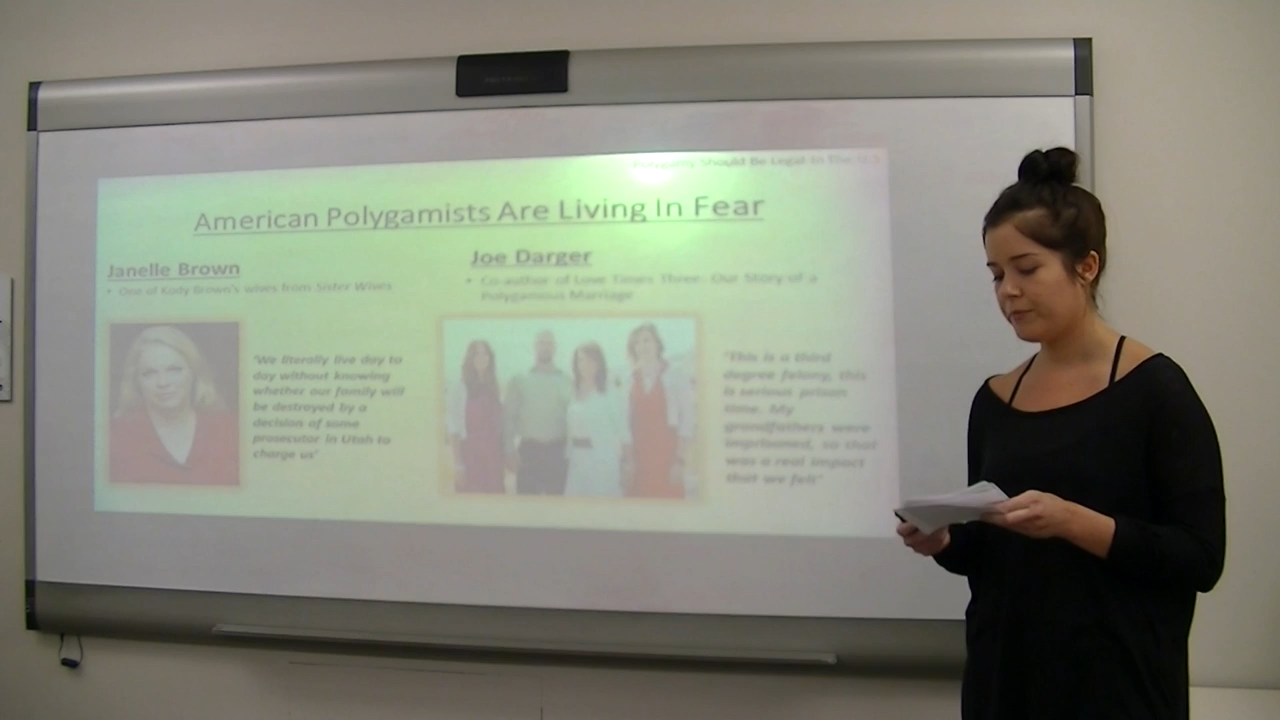 Polygamy Should Be Legal In The U.S
American Polygamists Are Living In Fear
Janelle Brown
• One of Kody Brown's wives from Sister Wives
"We literally live day to
day without knowing
whether our family will
be destroyed by a
decision of some
prosecutor in Utah to
charge us"
Joe Darger
• Co-author of Love Times Three: Our Story of a
Polygamous Marriage
"This is a third
degree felony, this
is serious prison
time. My
grandfathers were
imprisoned, so that
was a real impact
that we felt"